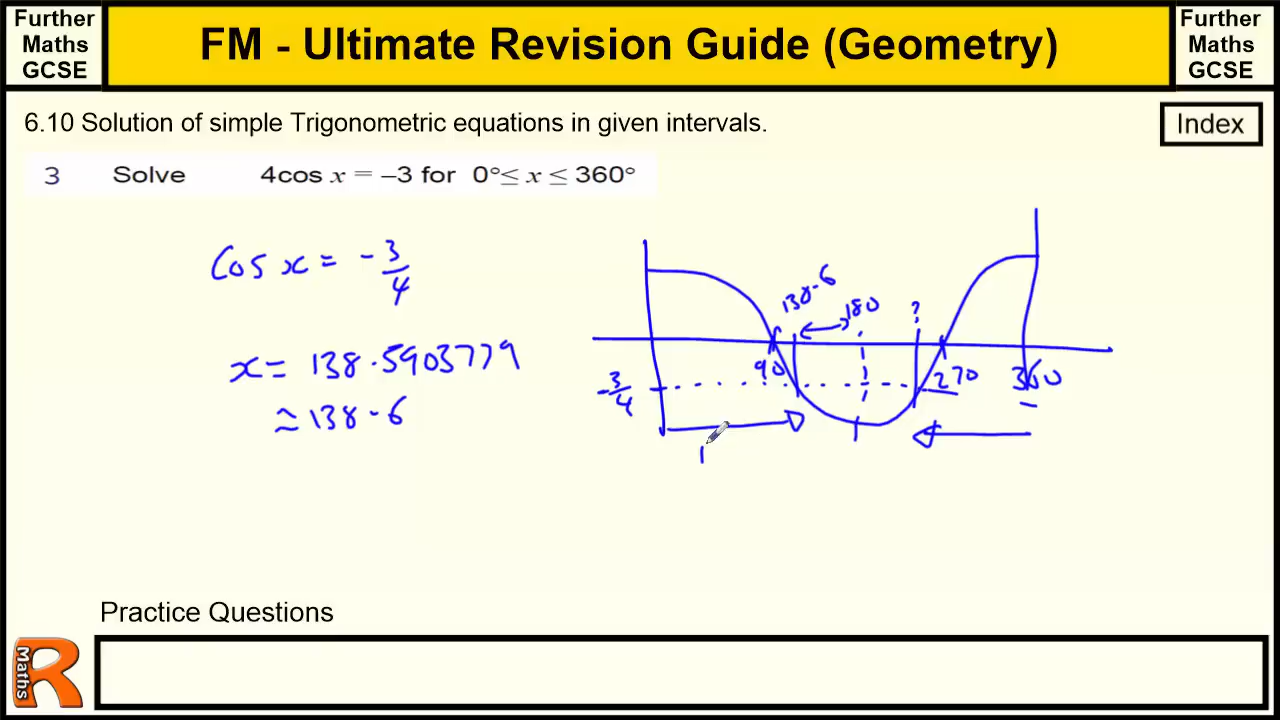 Further
Maths
GCSE
FM - Ultimate Revision Guide (Geometry)
Further
Maths
GCSE
6.10 Solution of simple Trigonometric equations in given intervals.
Index
3 Solve 4cos x = –3 for 0°≤ x ≤ 360°
Cos x = -3/4
x = 138.5903779
≈ 138.6
138.6
180
?
90
270
360
-3/4
Practice Questions
R
Maths